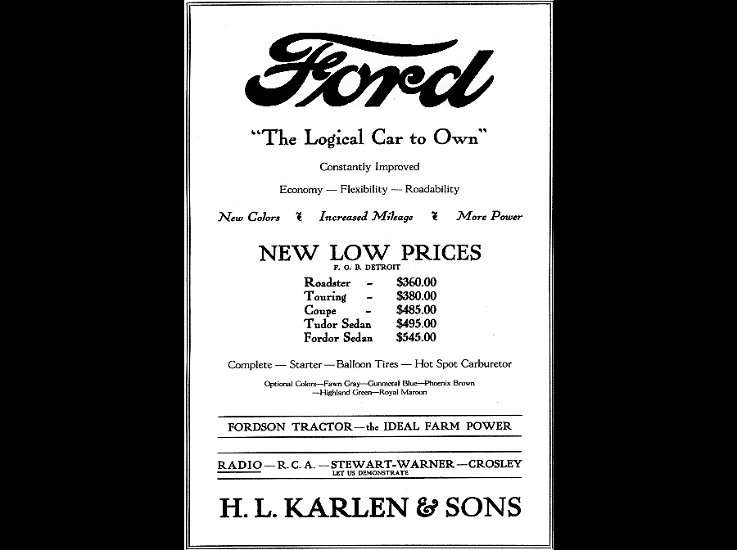 Ford
"The Logical Car to Own"
Constantly Improved
Economy — Flexibility — Roadability
New Colors Increased Mileage More Power
NEW LOW PRICES
F. O. B. DETROIT
Roadster - $360.00
Touring - $380.00
Coupe - $485.00
Tudor Sedan $495.00
Fordor Sedan $545.00
Complete — Starter — Balloon Tires — Hot Spot Carburetor
Optional Colors—Fawn Gray—Gunmetal Blue—Phoenix Brown
—Highland Green—Royal Maroon
FORDSON TRACTOR—the IDEAL FARM POWER
RADIO — R. C. A. — STEWART-WARNER — CROSLEY
LET US DEMONSTRATE
H. L. KARLEN & SONS